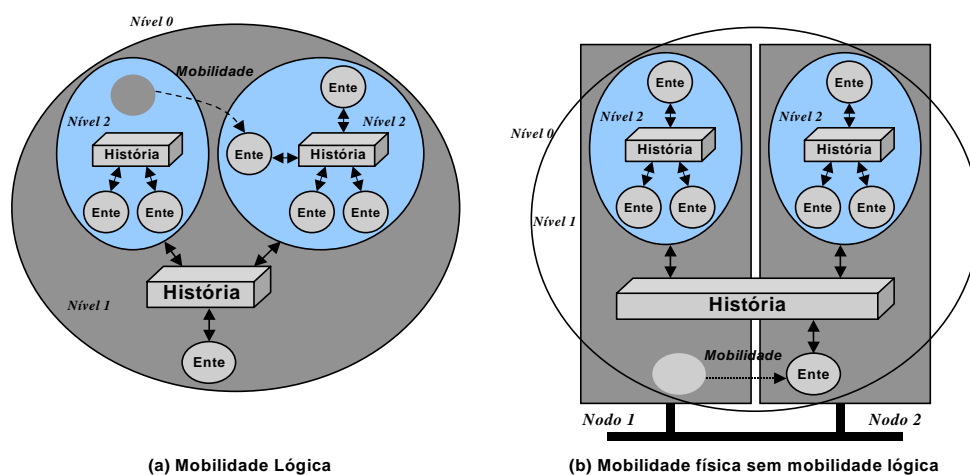 Nível 0
Mobilidade
Ente
Nível 2
Nível 2
História
Ente
História
Ente
Ente
Ente
Ente
História
Nível 1
Ente
(a) Mobilidade Lógica
Ente
Ente
Nível 2
Nível 2
Nível 0
História
História
Ente
Ente
Ente
Ente
Nível 1
História
Mobilidade
Ente
Nodo 1
Nodo 2
(b) Mobilidade física sem mobilidade lógica